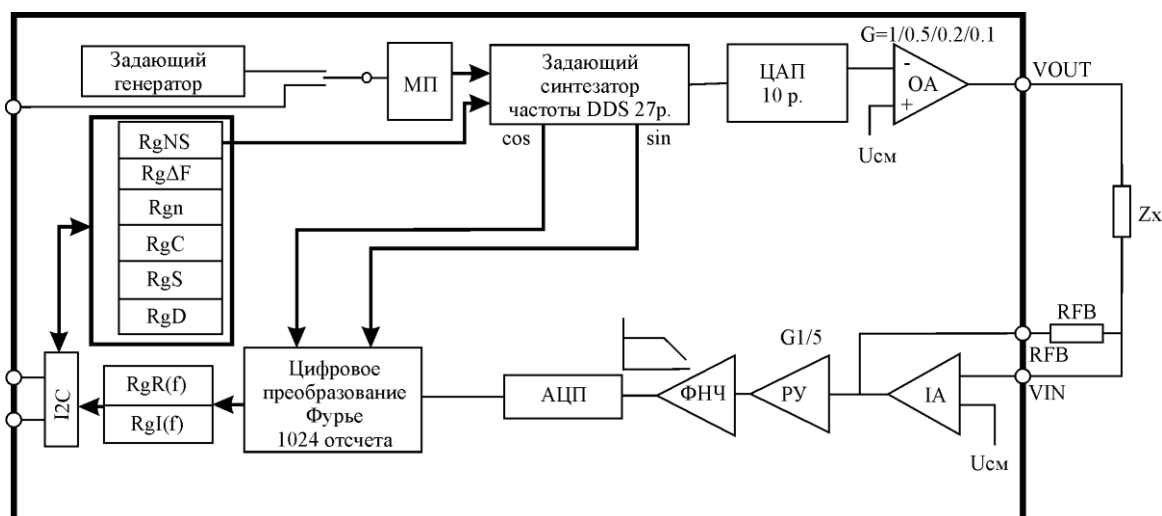 G=1/0.5/0.2/0.1
Задающий
генератор
МП
Задающий
синтезатор
частоты DDS 27р.
cos
sin
ЦАП
10 р.
-
ОА
+
Uсм
VOUT
Zx
RgNS
RgΔF
Rgn
RgC
RgS
RgD
I2C
RgR(f)
RgI(f)
Цифровое
преобразование
Фурье
1024 отсчета
АЦП
ФНЧ
G1/5
РУ
IA
Uсм
RFB
RFB
VIN